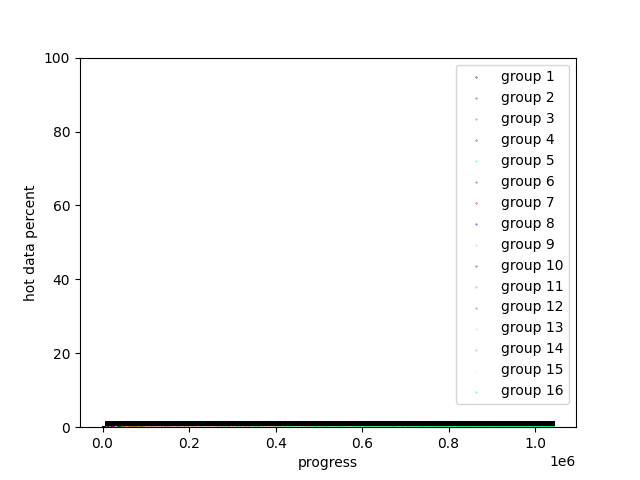 100
80
60
40
20
0
hot data percent
0.0 0.2 0.4 0.6 0.8 1.0
1e6
progress
group 1
group 2
group 3
group 4
group 5
group 6
group 7
group 8
group 9
group 10
group 11
group 12
group 13
group 14
group 15
group 16